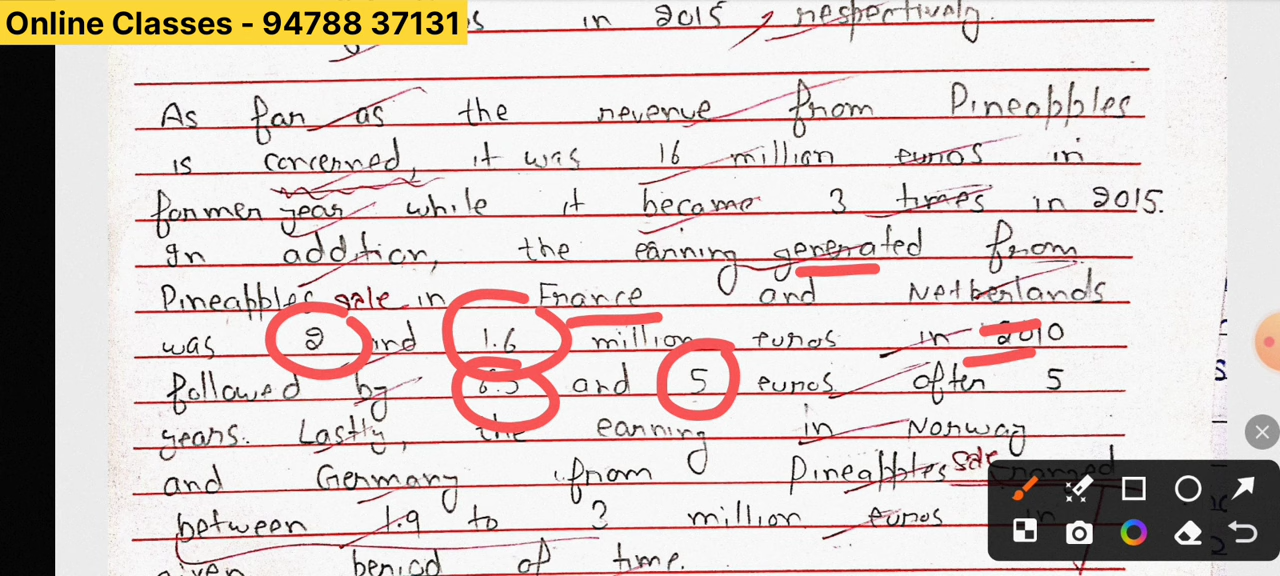 Online Classes - 94788 37131
in 2015, respectively.
As far as the revenue from Pineapples
is concerned, it was 16 million euros in
former year while it became 3 times in 2015.
In addition, the earning generated from
Pineapples sale in France and Netherlands
was 2 and 1.6 million euros in 2010
followed by 6.5 and 5 euros after 5
years. Lastly, the earning in Norway
and Germany from Pineapples sale
between 1.9 to million euros in
given period of time.